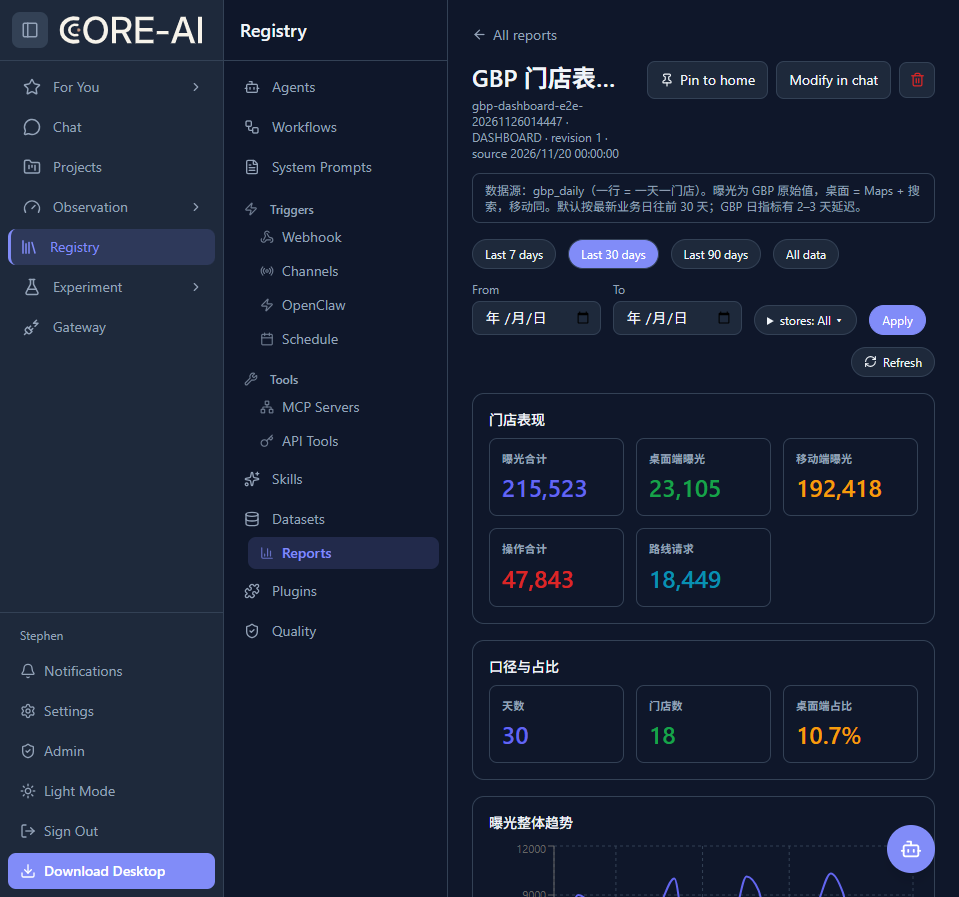 CORE-AI
For You
Chat
Projects
Observation
Registry
Experiment
Gateway
Stephen
Notifications
Settings
Admin
Light Mode
Sign Out
Download Desktop
Registry
Agents
Workflows
System Prompts
Triggers
Webhook
Channels
OpenClaw
Schedule
Tools
MCP Servers
API Tools
Skills
Datasets
Reports
Plugins
Quality
All reports
GBP 门店表...
Pin to home
Modify in chat
gbp-dashboard-e2e-
20261126014447 ·
DASHBOARD · revision 1 ·
source 2026/11/20 00:00:00
数据源：gbp_daily（一行 = 一天一门店）。曝光为 GBP 原始值，桌面 = Maps + 搜
索，移动同。默认按最新业务日往前 30 天；GBP 日指标有 2–3 天延迟。
Last 7 days
Last 30 days
Last 90 days
All data
From
To
年 /月/日
年 /月/日
stores: All
Apply
Refresh
门店表现
曝光合计
桌面端曝光
移动端曝光
215,523
23,105
192,418
操作合计
路线请求
47,843
18,449
口径与占比
天数
门店数
桌面端占比
30
18
10.7%
曝光整体趋势
12000
9000